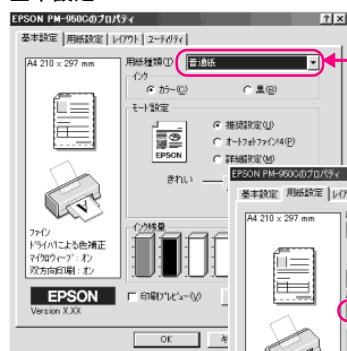 EPSON PM-950Cのプロパティ
基本設定 用紙設定 レイアウト ユーティリティ
A4 210 x 297 mm
用紙種類(T) 普通紙
インク
カラー(C) 黒(B)
モード設定
推奨設定(U)
オートフォトファイン!4(P)
詳細設定(M)
EPSON
きれい
ファイン
ドライバによる色補正
マイクロウィーブ：オン
双方向印刷：オン
インク残量
EPSON
Version X.XX
印刷プレビュー(V)
OK
EPSON PM-950Cのプロパティ
基本設定 用紙設定
A4 210 x 297 mm